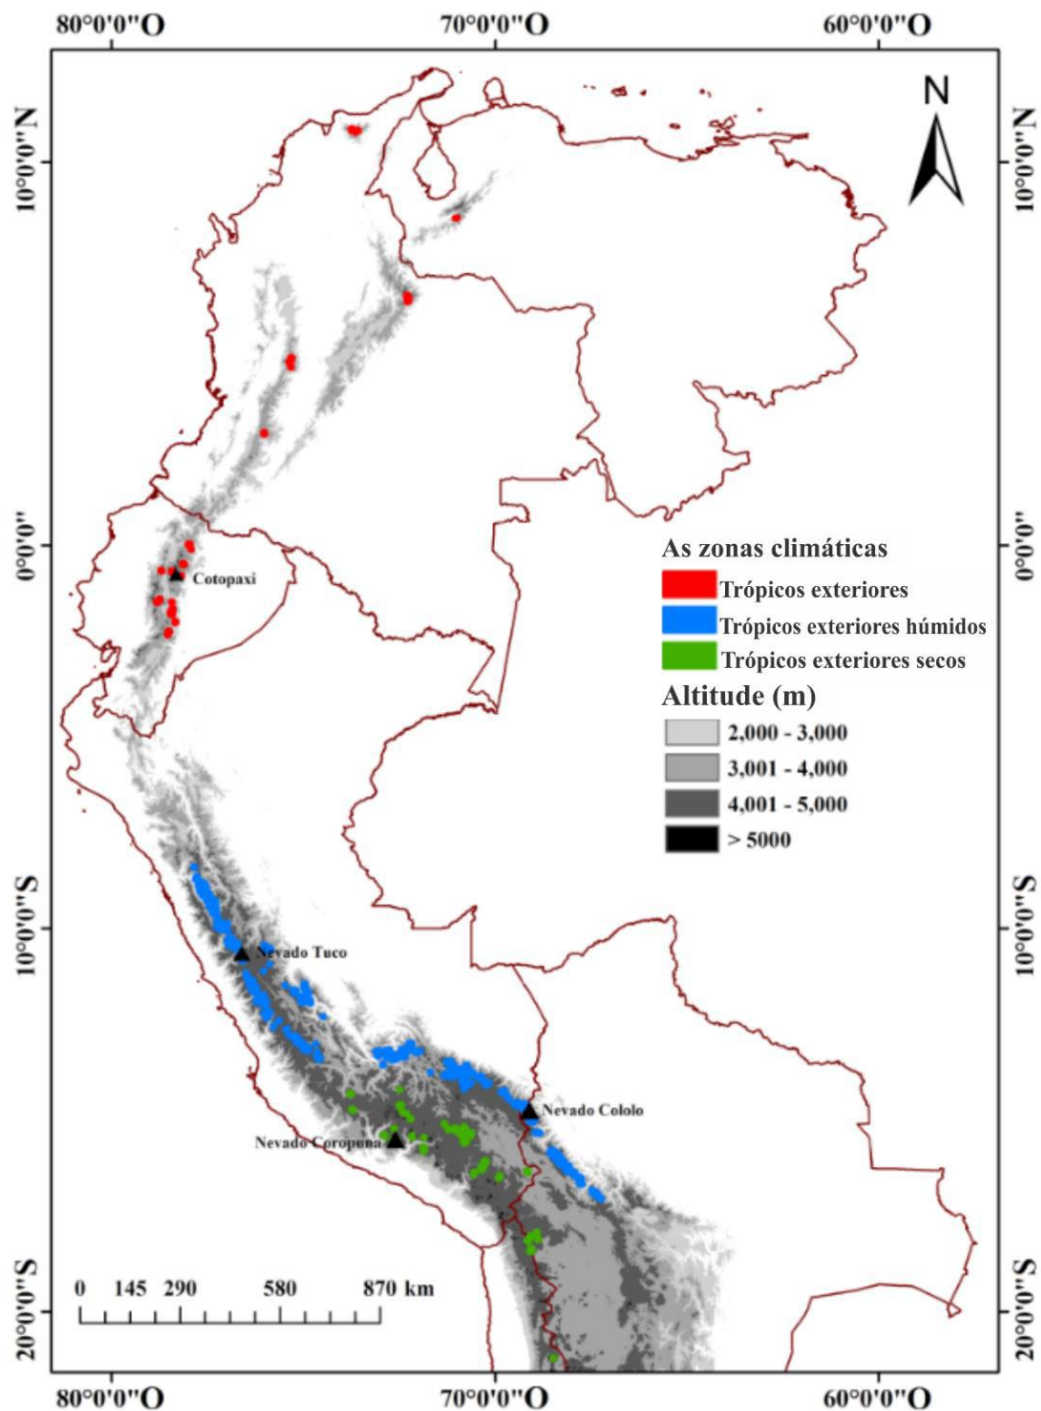 80°0'0"O 70°0'0"O 60°0'0"O
N
10°0'0"N 10°0'0"N
0°0'0" 0°0'0"
Cotopaxi
As zonas climáticas
Trópicos exteriores
Trópicos exteriores húmidos
Trópicos exteriores secos
Altitude (m)
2,000 - 3,000
3,001 - 4,000
4,001 - 5,000
> 5000
10°0'0"S 10°0'0"S
Nevado Tuco
Nevado Cololo
Nevado Coropuna
0 145 290 580 870 km
20°0'0"S 20°0'0"S
80°0'0"O 70°0'0"O 60°0'0"O